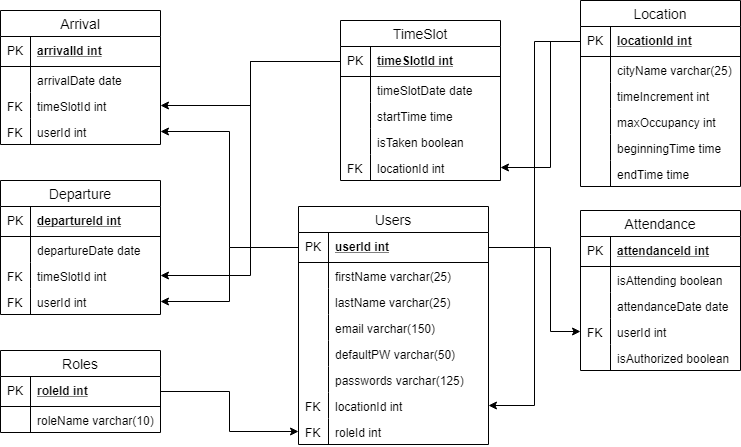 Arrival
PK arrivalId int
arrivalDate date
FK timeSlotId int
FK userId int
TimeSlot
PK timeSlotId int
timeSlotDate date
startTime time
isTaken boolean
FK locationId int
Location
PK locationId int
cityName varchar(25)
timeIncrement int
maxOccupancy int
beginningTime time
endTime time
Departure
PK departureId int
departureDate date
FK timeSlotId int
FK userId int
Users
PK userId int
firstName varchar(25)
lastName varchar(25)
email varchar(150)
defaultPW varchar(50)
passwords varchar(125)
FK locationId int
FK roleId int
Attendance
PK attendanceId int
isAttending boolean
attendanceDate date
FK userId int
isAuthorized boolean
Roles
PK roleId int
roleName varchar(10)